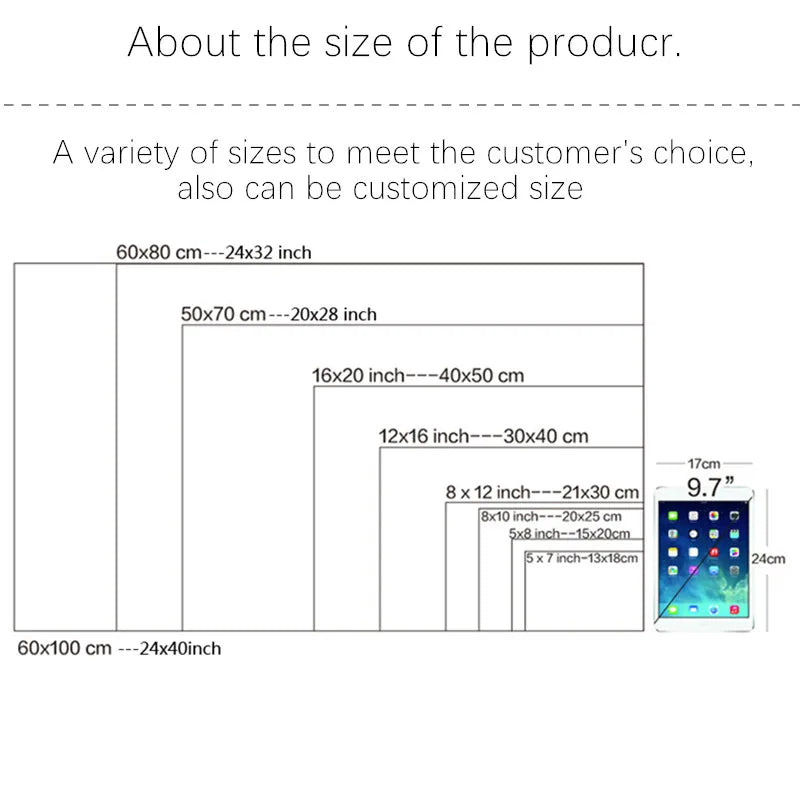 About the size of the producr.
A variety of sizes to meet the customer's choice,
also can be customized size
60x80 cm---24x32 inch
50x70 cm---20x28 inch
16x20 inch---40x50 cm
12x16 inch---30x40 cm
8 x 12 inch---21x30 cm
8x10 inch---20x25 cm
5x8 inch--15x20cm
5 x 7 inch-13x18cm
17cm
9.7”
24cm
60x100 cm ---24x40inch